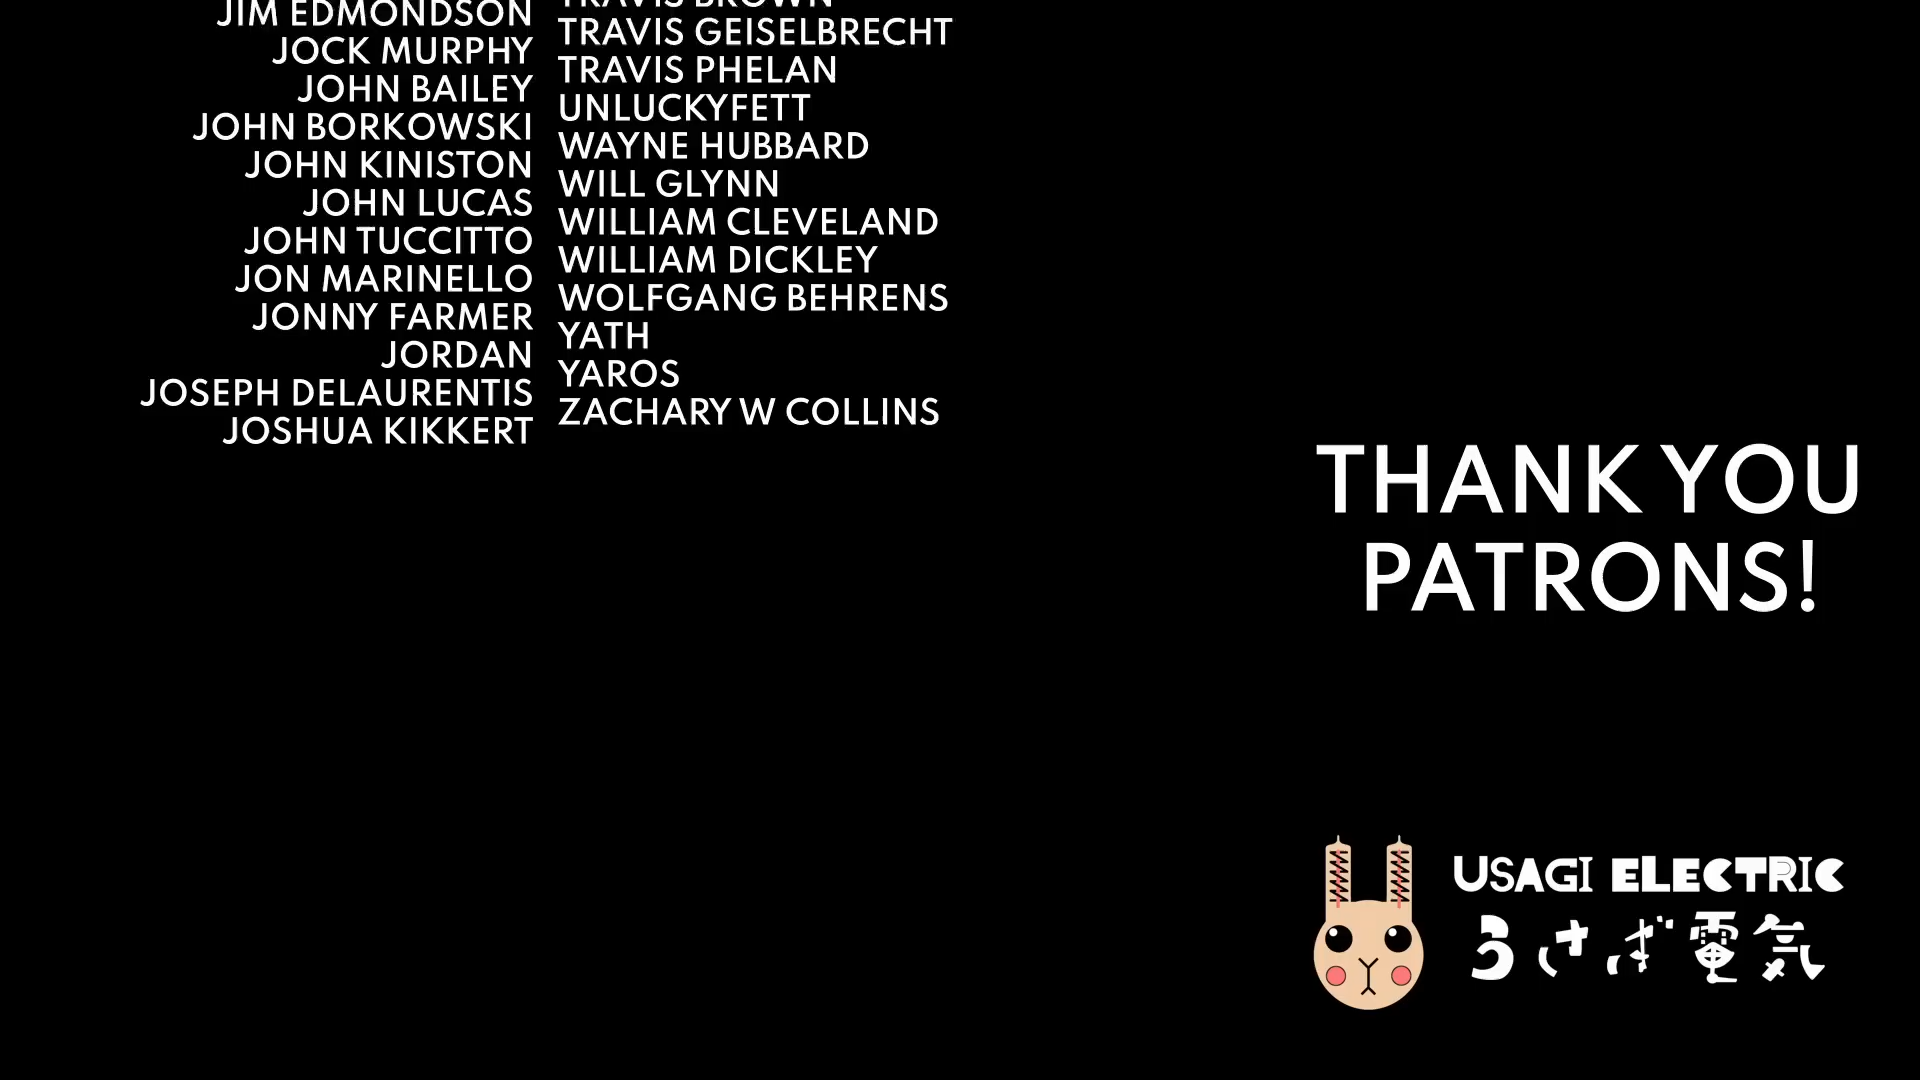 JIM EDMONDSON
JOCK MURPHY
JOHN BAILEY
JOHN BORKOWSKI
JOHN KINISTON
JOHN LUCAS
JOHN TUCCITTO
JON MARINELLO
JONNY FARMER
JORDAN
JOSEPH DELAURENTIS
JOSHUA KIKKERT
TRAVIS BROWN
TRAVIS GEISELBRECHT
TRAVIS PHELAN
UNLUCKYFETT
WAYNE HUBBARD
WILL GLYNN
WILLIAM CLEVELAND
WILLIAM DICKLEY
WOLFGANG BEHRENS
YATH
YAROS
ZACHARY W COLLINS
THANK YOU
PATRONS!
USAGI ELECTRIC
うさぎ電気